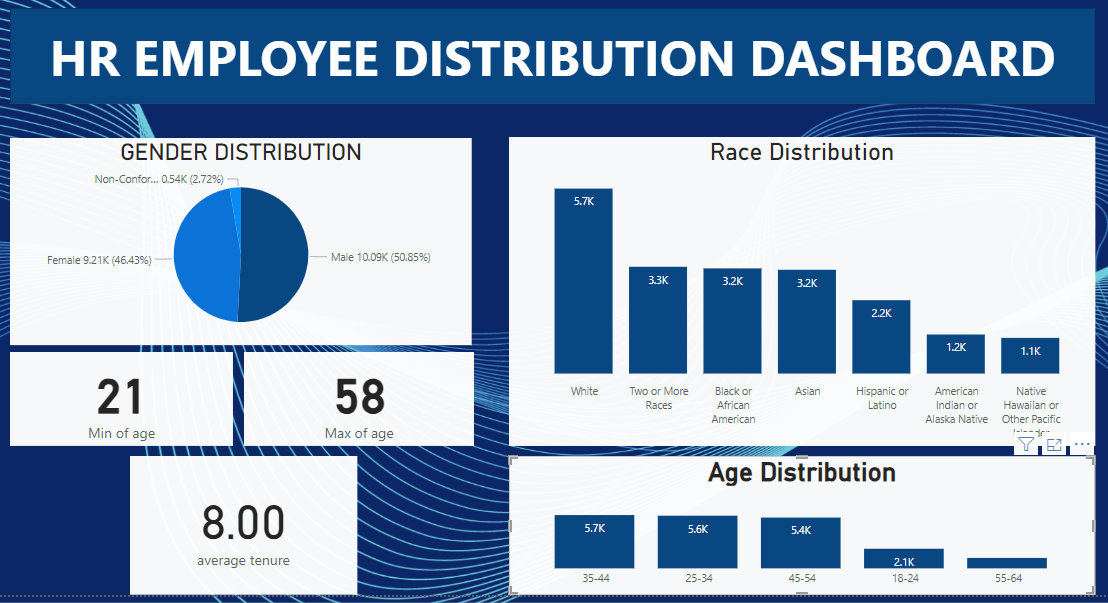 HR EMPLOYEE DISTRIBUTION DASHBOARD
GENDER DISTRIBUTION
Non-Confor... 0.54K (2.72%)
Female 9.21K (46.43%)
Male 10.09K (50.85%)
21
Min of age
58
Max of age
8.00
average tenure
Race Distribution
5.7K
3.3K
3.2K
3.2K
2.2K
1.2K
1.1K
White
Two or More
Races
Black or
African
American
Asian
Hispanic or
Latino
American
Indian or
Alaska Native
Native
Hawaiian or
Other Pacific
Islander
Age Distribution
5.7K
5.6K
5.4K
2.1K
35-44
25-34
45-54
18-24
55-64